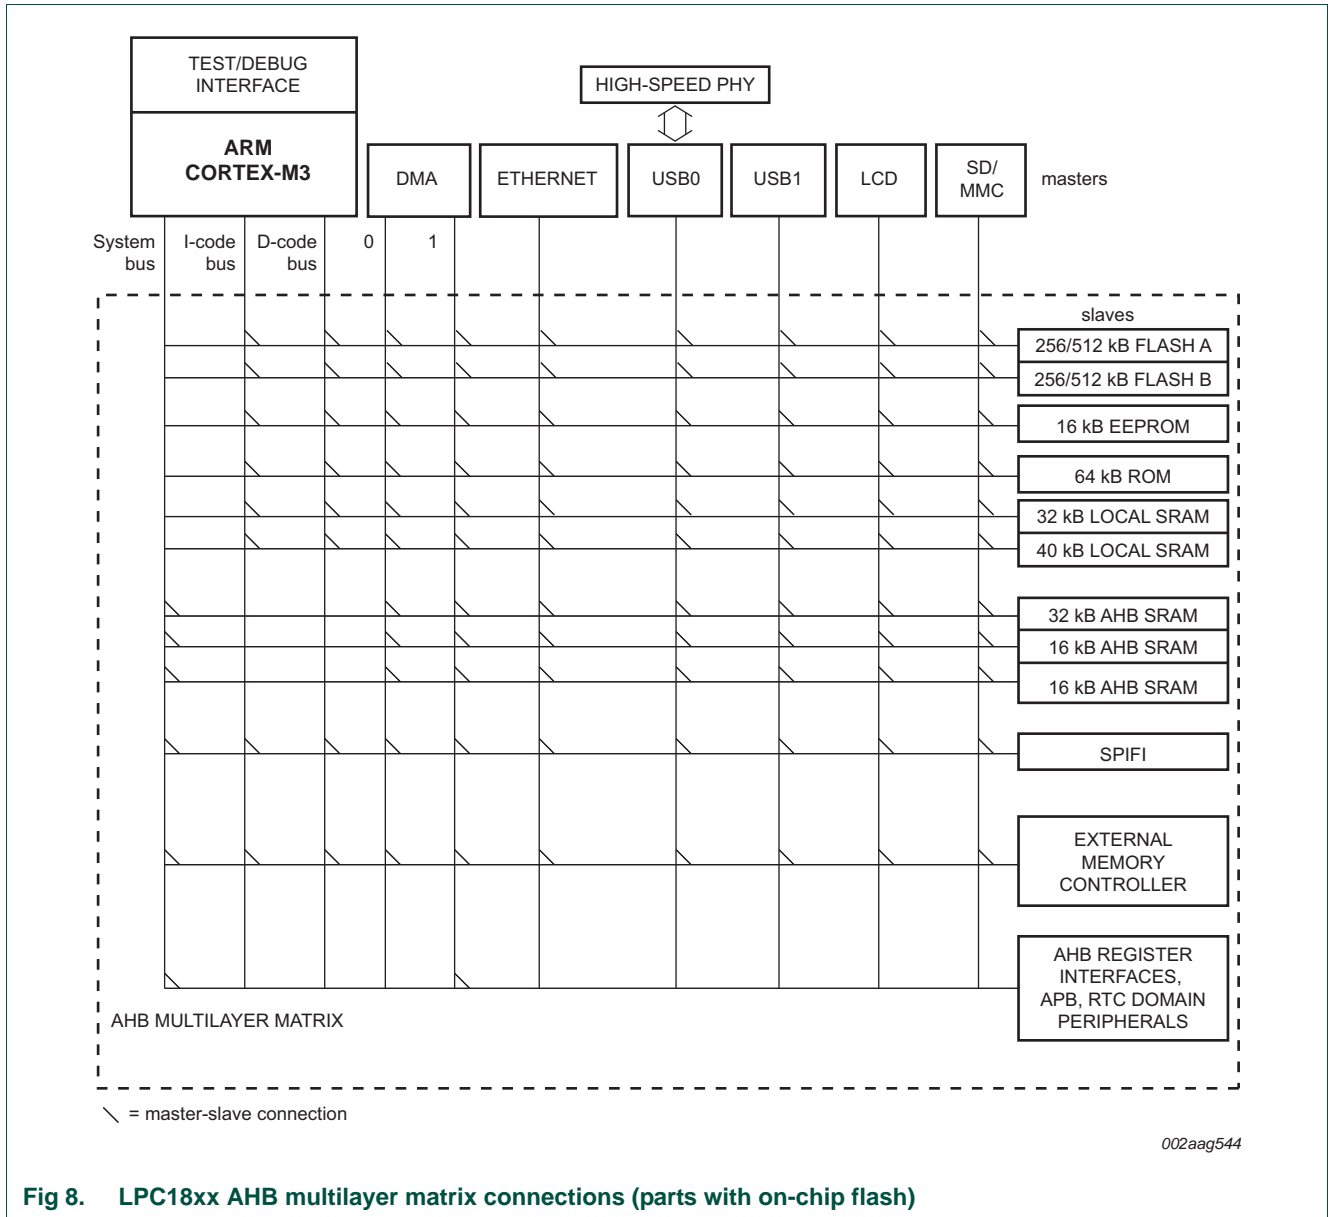 TEST/DEBUG
INTERFACE
HIGH-SPEED PHY
ARM
CORTEX-M3
DMA
ETHERNET
USB0
USB1
LCD
SD/
MMC
masters
System
bus
I-code
bus
D-code
bus
0
1
slaves
256/512 kB FLASH A
256/512 kB FLASH B
16 kB EEPROM
64 kB ROM
32 kB LOCAL SRAM
40 kB LOCAL SRAM
32 kB AHB SRAM
16 kB AHB SRAM
16 kB AHB SRAM
SPIFI
EXTERNAL
MEMORY
CONTROLLER
AHB REGISTER
INTERFACES,
APB, RTC DOMAIN
PERIPHERALS
AHB MULTILAYER MATRIX
= master-slave connection
002aag544
Fig 8. LPC18xx AHB multilayer matrix connections (parts with on-chip flash)